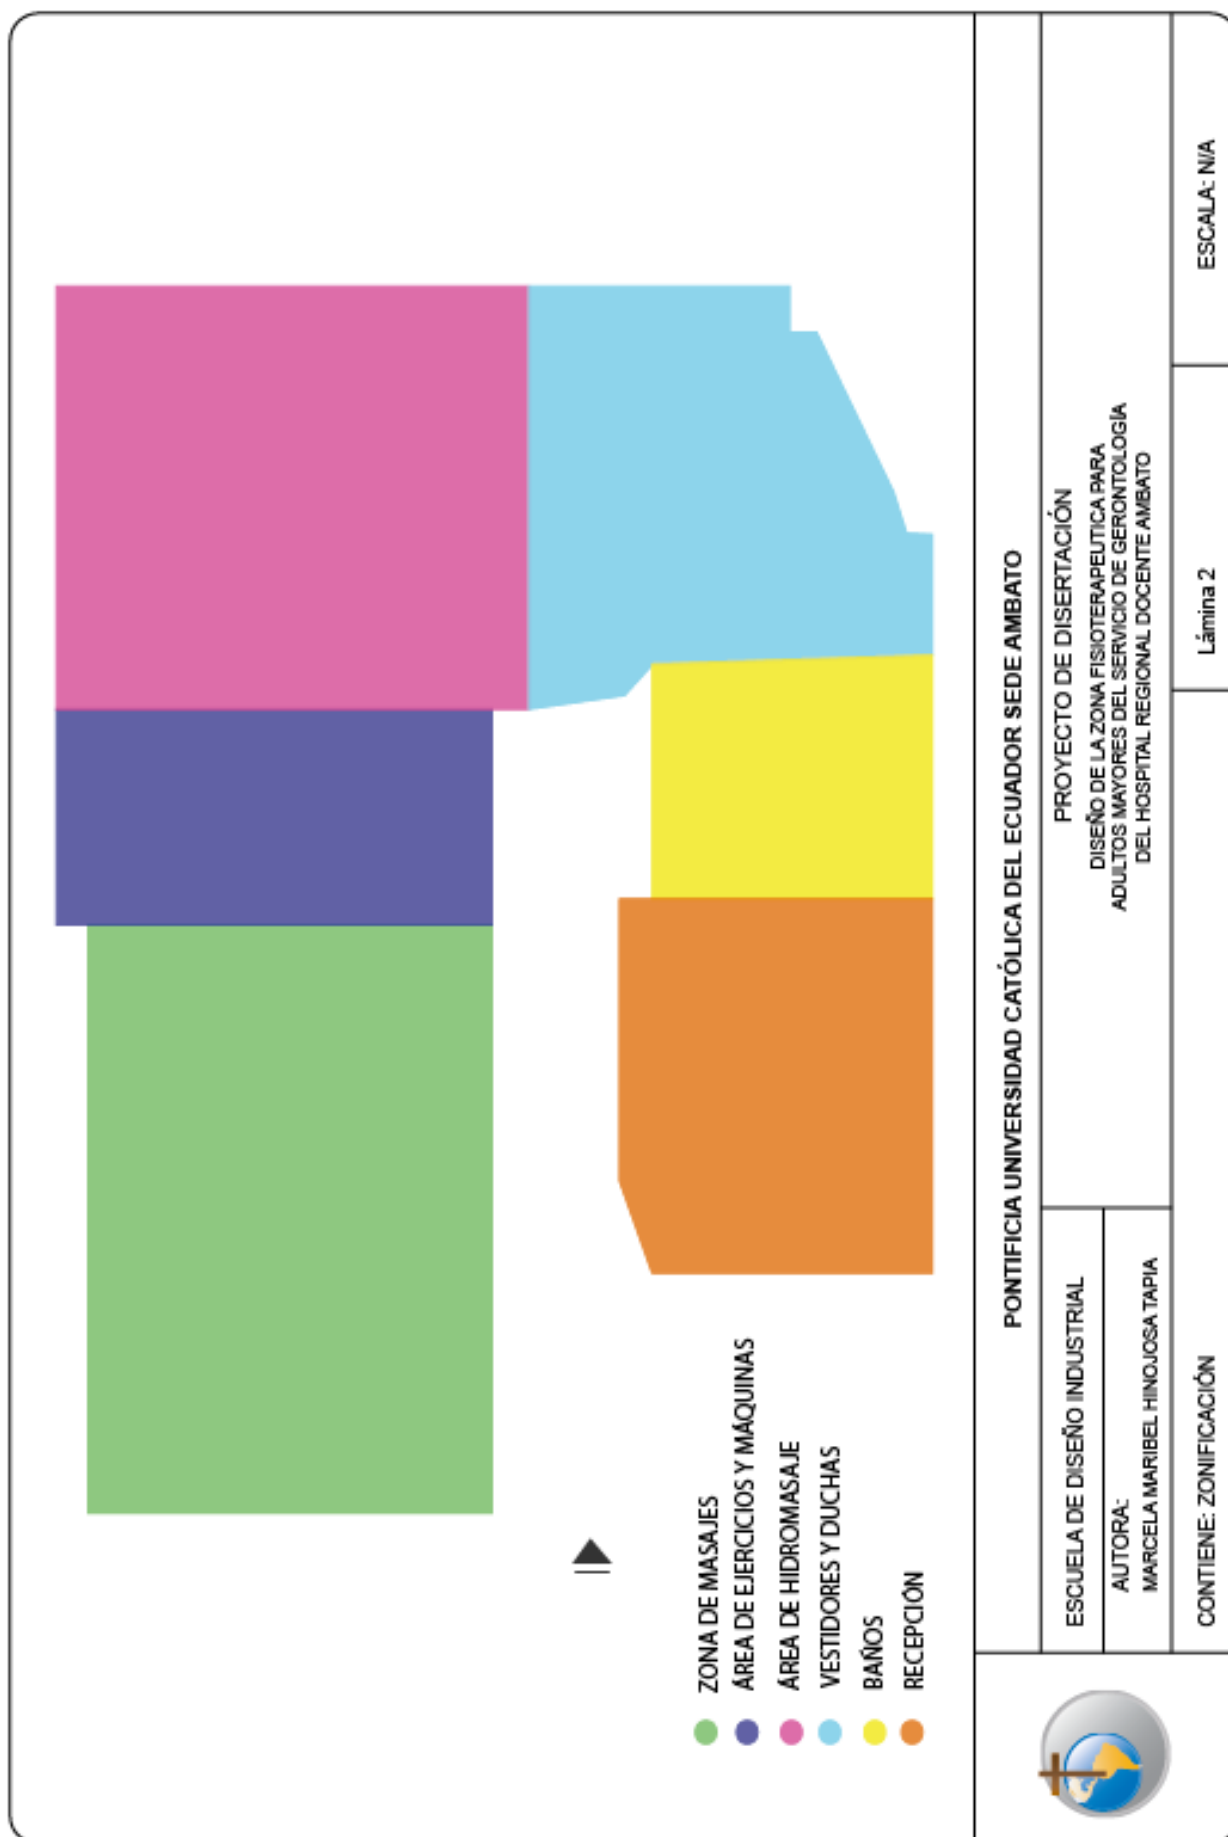 ZONA DE MASAJES
ÁREA DE EJERCICIOS Y MÁQUINAS
ÁREA DE HIDROMASAJE
VESTIDORES Y DUCHAS
BAÑOS
RECEPCIÓN
PONTIFICIA UNIVERSIDAD CATÓLICA DEL ECUADOR SEDE AMBATO
ESCUELA DE DISEÑO INDUSTRIAL
AUTORA:
MARCELA MARIBEL HINOJOSA TAPIA
PROYECTO DE DISERTACIÓN
DISEÑO DE LA ZONA FISIOTERAPEUTICA PARA
ADULTOS MAYORES DEL SERVICIO DE GERONTOLOGÍA
DEL HOSPITAL REGIONAL DOCENTE AMBATO
CONTIENE: ZONIFICACIÓN
Lámina 2
ESCALA: N/A